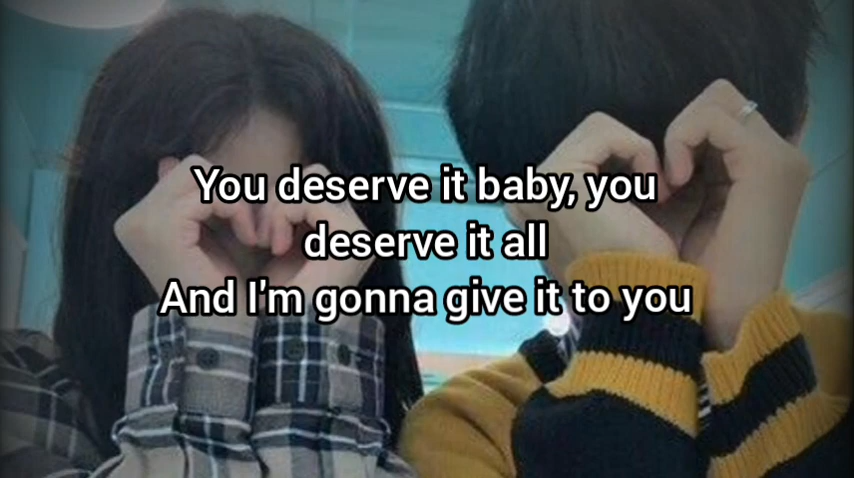 You deserve it baby, you
deserve it all
And I'm gonna give it to you